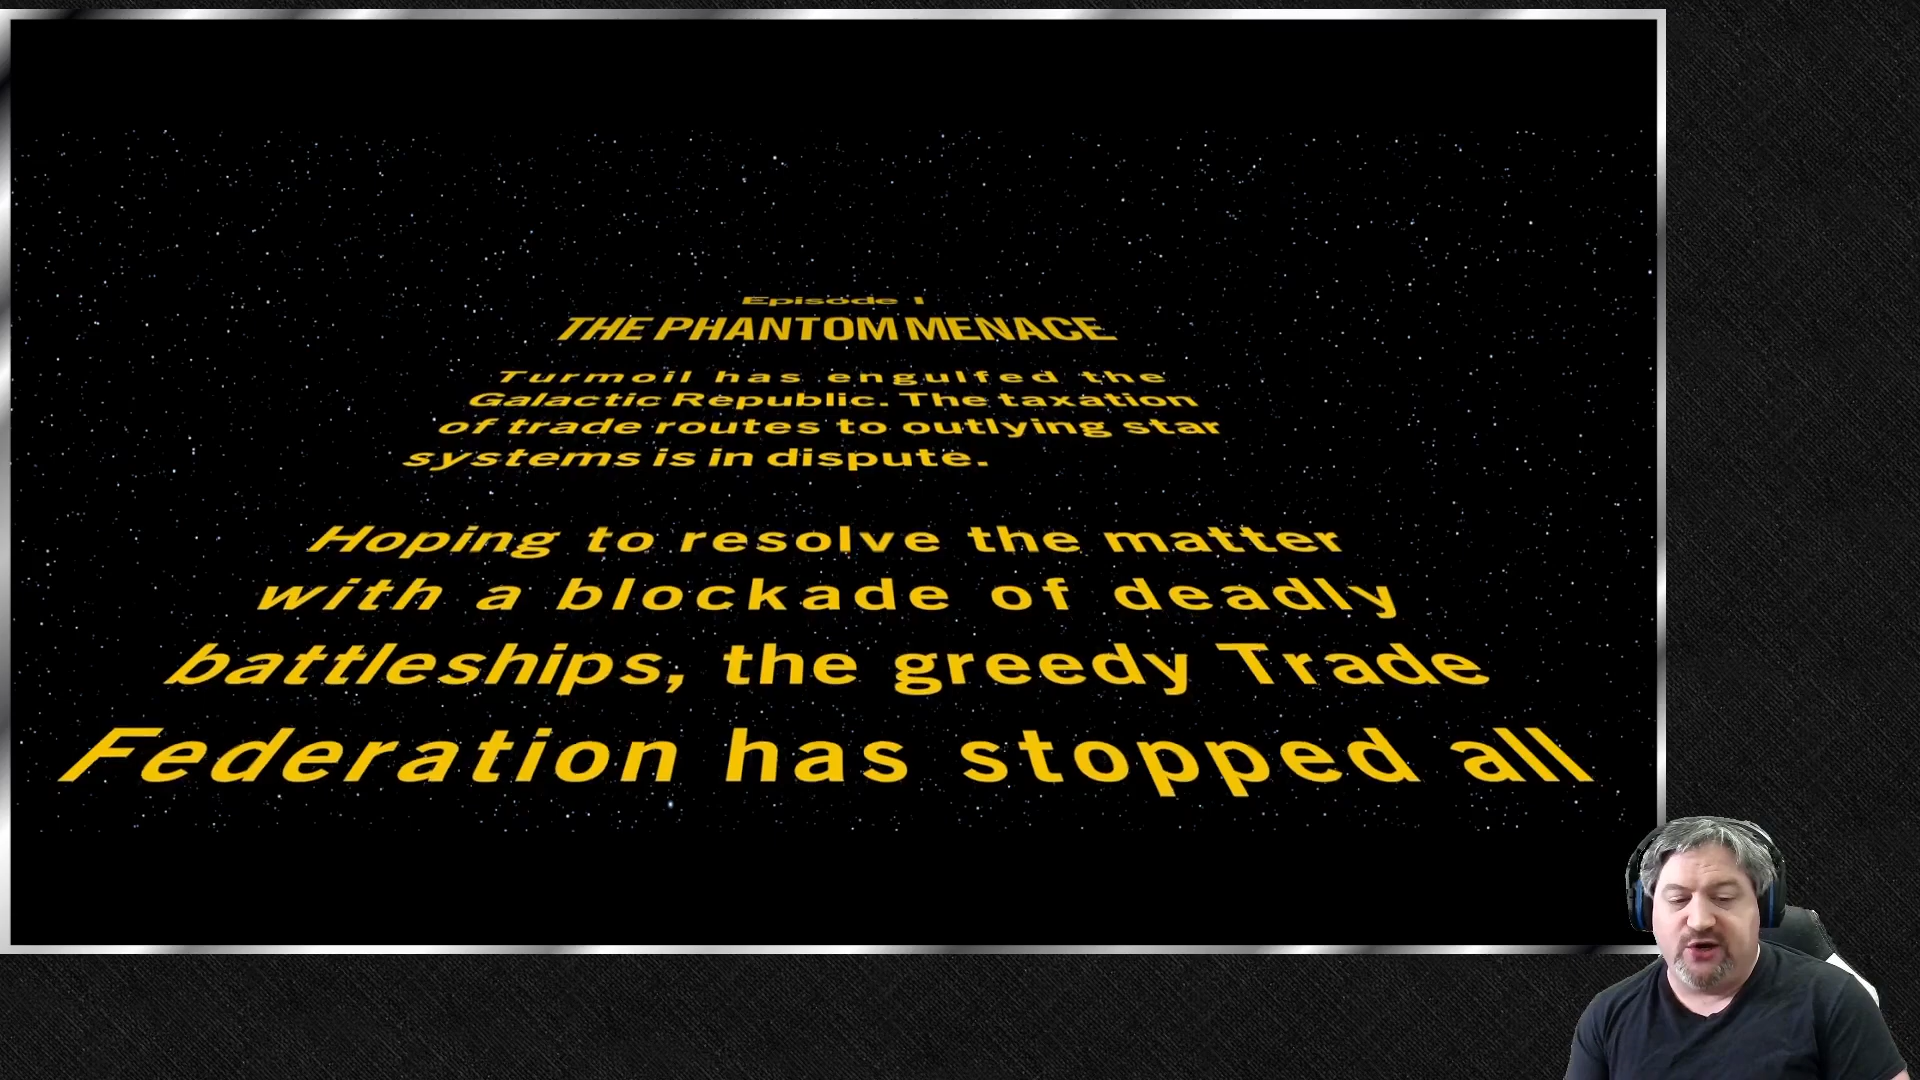 Episode I
THE PHANTOM MENACE
Turmoil has engulfed the
Galactic Republic. The taxation
of trade routes to outlying star
systems is in dispute.
Hoping to resolve the matter
with a blockade of deadly
battleships, the greedy Trade
Federation has stopped all